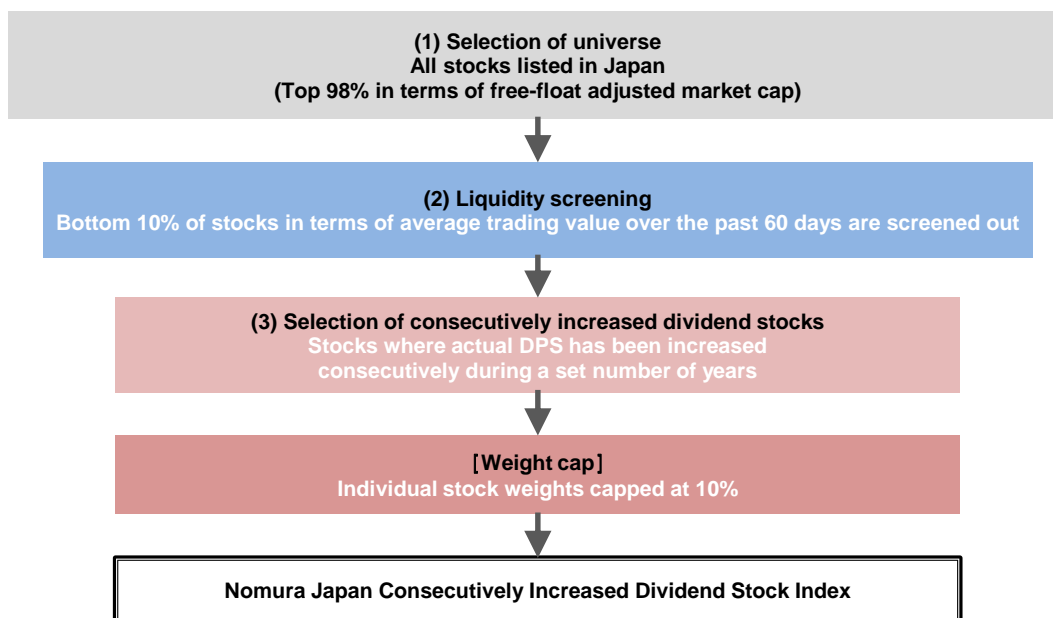 (1) Selection of universe
All stocks listed in Japan
(Top 98% in terms of free-float adjusted market cap)
(2) Liquidity screening
Bottom 10% of stocks in terms of average trading value over the past 60 days are screened out
(3) Selection of consecutively increased dividend stocks
Stocks where actual DPS has been increased
consecutively during a set number of years
[Weight cap]
Individual stock weights capped at 10%
Nomura Japan Consecutively Increased Dividend Stock Index